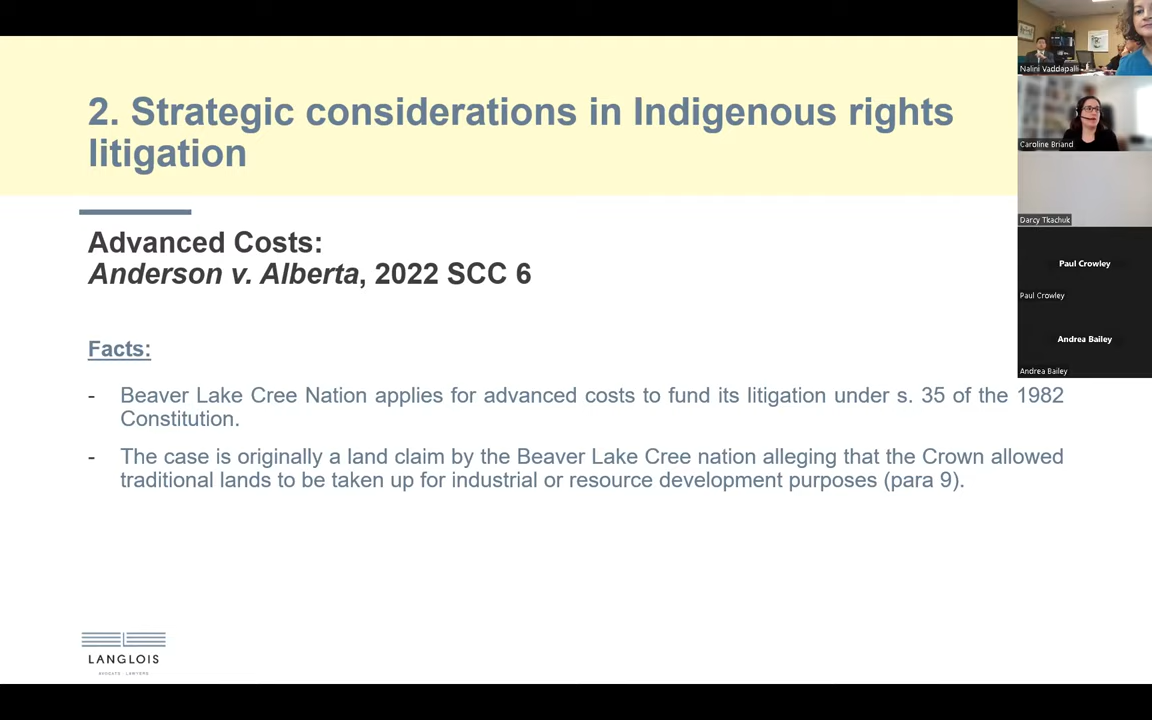 2. Strategic considerations in Indigenous rights
litigation
Advanced Costs:
Anderson v. Alberta, 2022 SCC 6
Facts:
- Beaver Lake Cree Nation applies for advanced costs to fund its litigation under s. 35 of the 1982
Constitution.
- The case is originally a land claim by the Beaver Lake Cree nation alleging that the Crown allowed
traditional lands to be taken up for industrial or resource development purposes (para 9).
LANGLOIS
AVOCATS · LAWYERS
Nalini Vaddapalli
Caroline Briand
Darcy Tkachuk
Paul Crowley
Paul Crowley
Andrea Bailey
Andrea Bailey